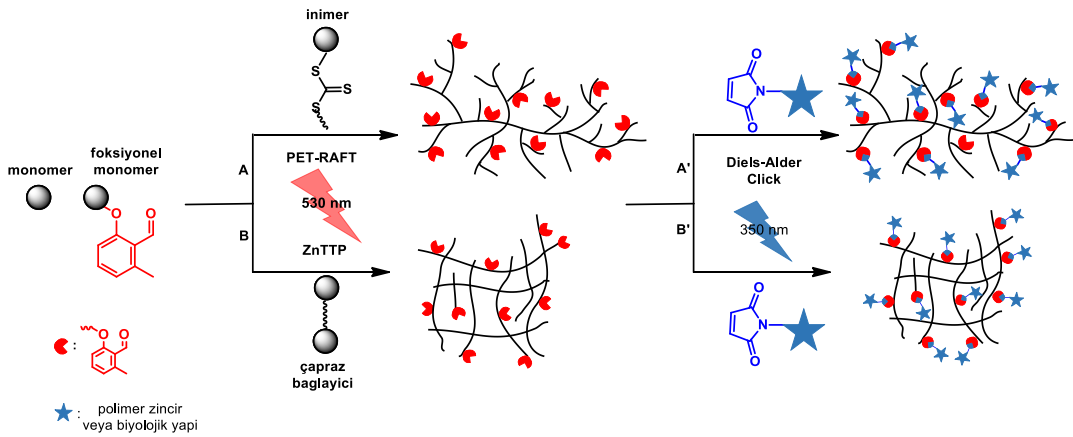 inimer
S
S
S
monomer
foksiyonel
monomer
O
O
A
PET-RAFT
530 nm
B
ZnTTP
çapraz
baglayici
O
N
O
A'
Diels-Alder
Click
B'
350 nm
O
N
O
:
O
O
:
polimer zincir
veya biyolojik yapi